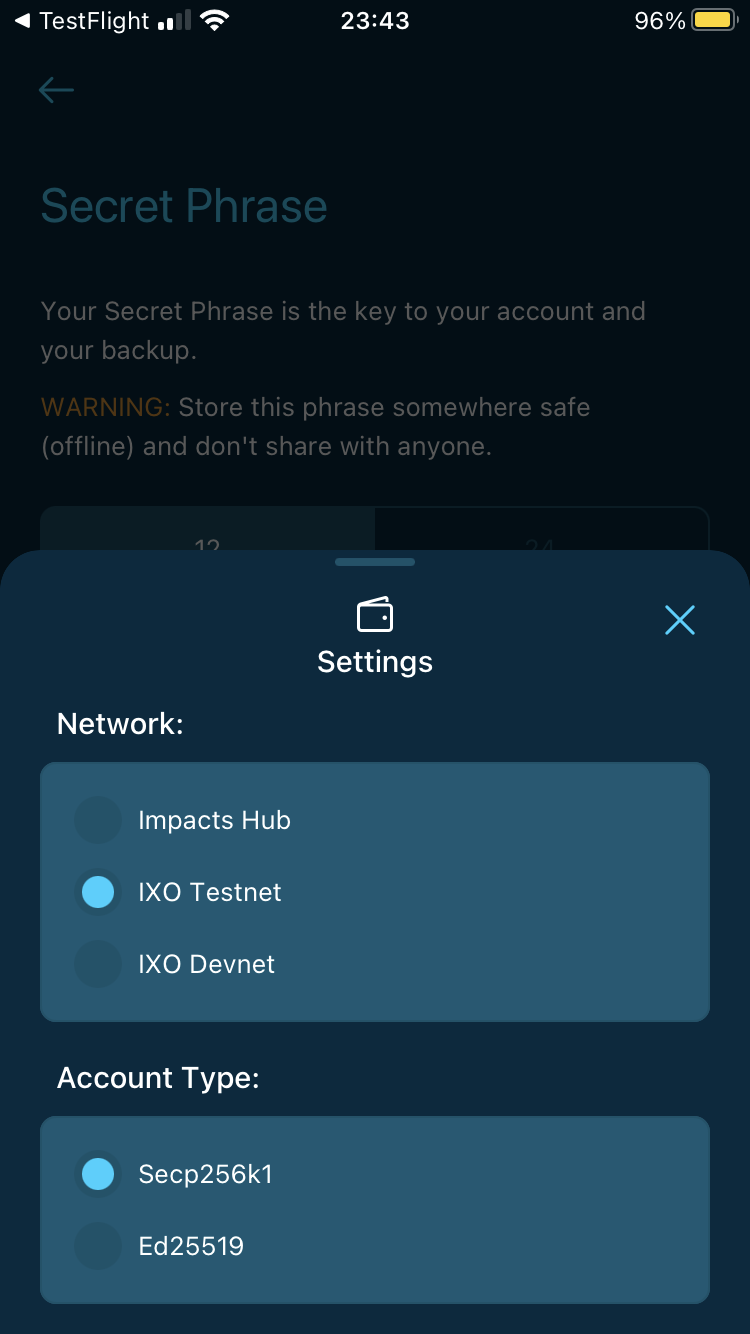 TestFlight 23:43 96%
Secret Phrase
Your Secret Phrase is the key to your account and
your backup.
WARNING: Store this phrase somewhere safe
(offline) and don't share with anyone.
12 24
Settings
Network:
Impacts Hub
IXO Testnet
IXO Devnet
Account Type:
Secp256k1
Ed25519